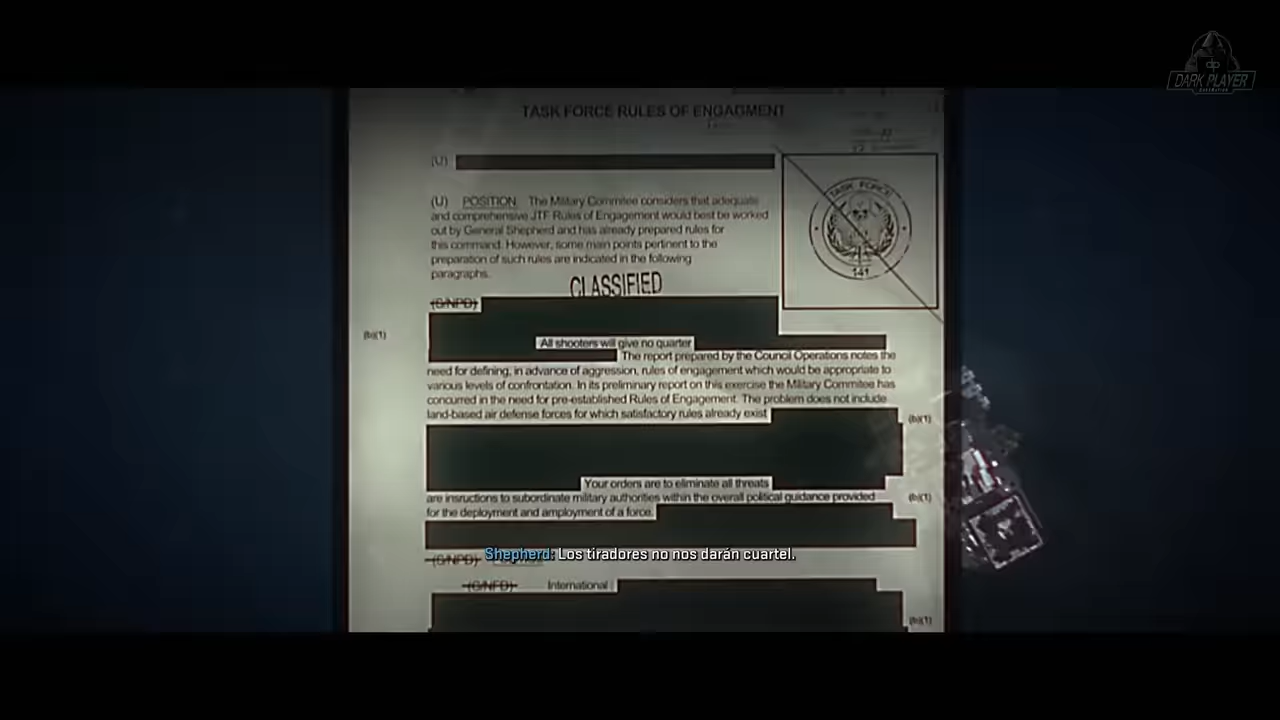 DARK PLAYER
TASK FORCE RULES OF ENGAGMENT
(U)
(U) POSITION. The Military Commitee considers that adequate
and comprehensive JTF Rules of Engagement would best be worked
out by General Shepherd and has already prepared rules for
this command. However, some main points pertinent to the
preparation of such rules are indicated in the following
paragraphs.
TASK FORCE
141
CLASSIFIED
(b)(1)
All shooters will give no quarter
The report prepared by the Council Operations notes the
need for defining, in advance of aggression, rules of engagement which would be appropriate to
various levels of confrontation. In its preliminary report on this exercise the Military Commitee has
concurred in the need for pre-established Rules of Engagement. The problem does not include
land-based air defense forces for which satisfactory rules already exist
(b)(1)
Your orders are to eliminate all threats
are insructions to subordinate military authorities within the overall political guidance provided
(b)(1)
for the deployment and amployment of a force.
Shepherd: Los tiradores no nos darán cuartel.
International
(b)(1)